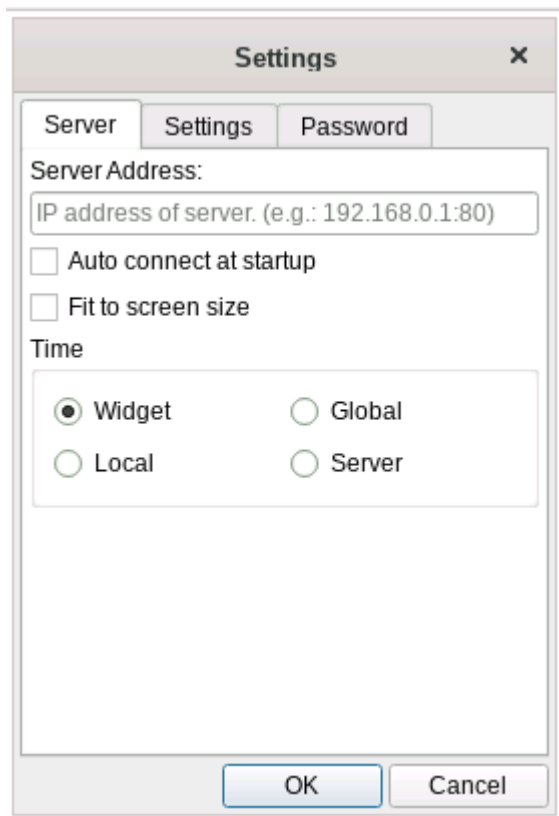 Settings
Server Settings Password
Server Address:
IP address of server. (e.g.: 192.168.0.1:80)
Auto connect at startup
Fit to screen size
Time
Widget Global
Local Server
OK Cancel